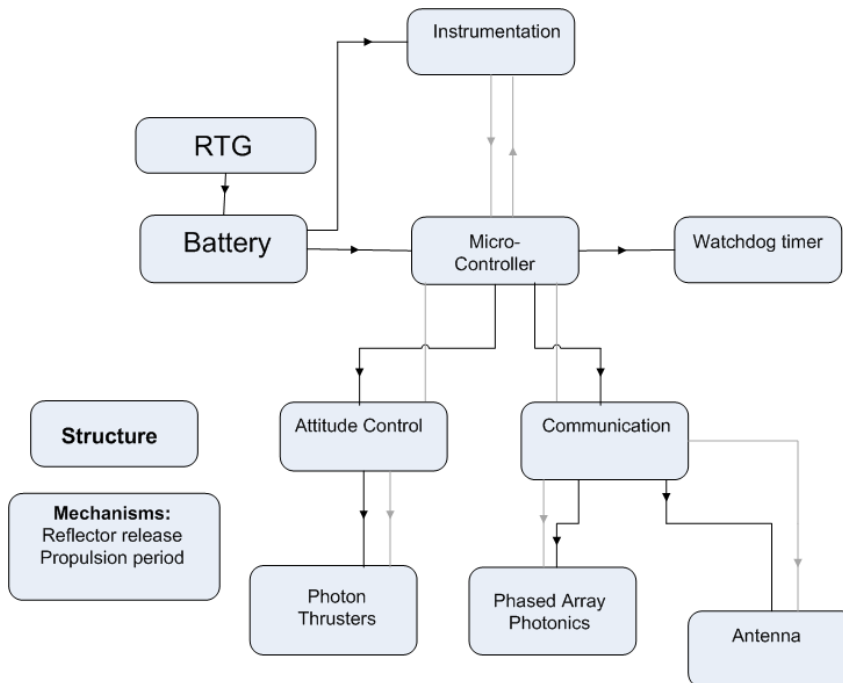 Instrumentation
RTG
Battery
Micro-
Controller
Watchdog timer
Attitude Control
Communication
Structure
Mechanisms:
Reflector release
Propulsion period
Photon
Thrusters
Phased Array
Photonics
Antenna